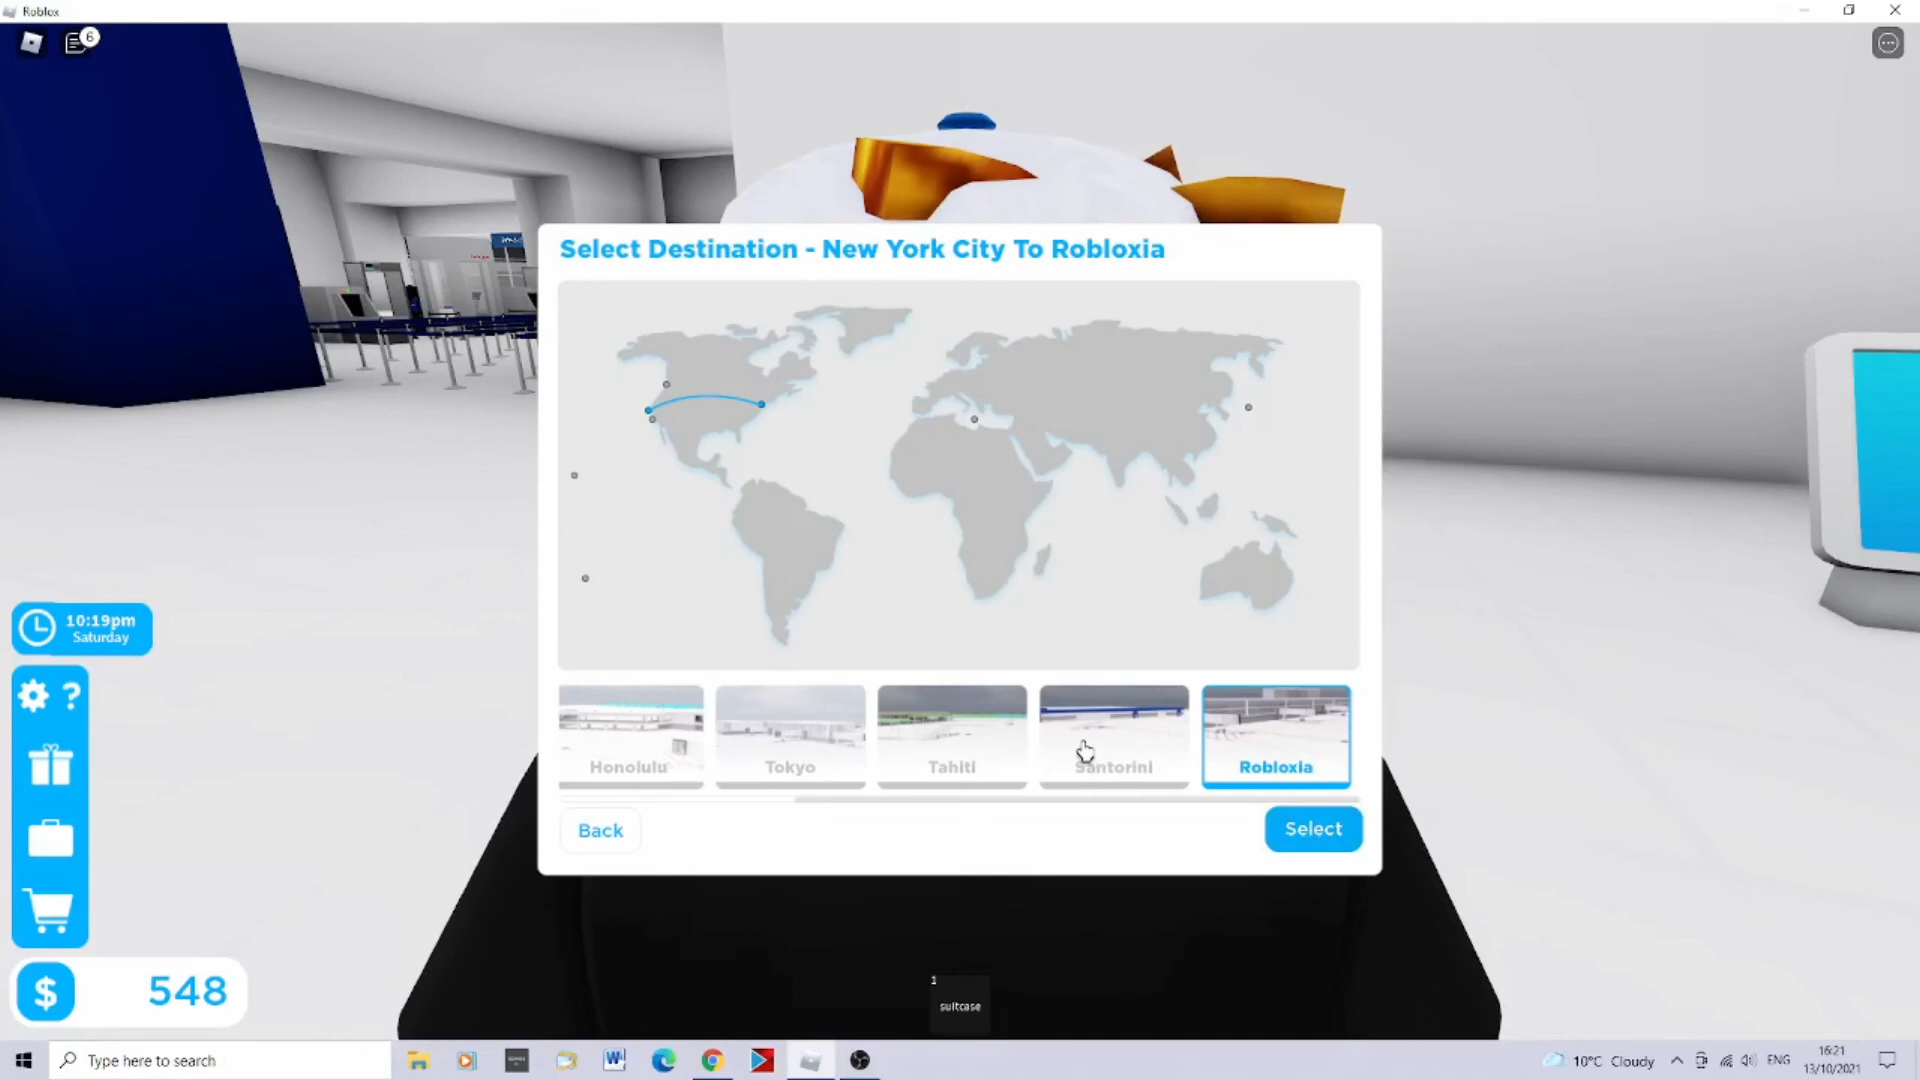 Roblox
6
Select Destination - New York City To Robloxia
10:19pm
Saturday
?
Honolulu
Tokyo
Tahiti
Santorini
Robloxia
Back
Select
$ 548
1
suitcase
Type here to search
10°C Cloudy
ENG
16:21
13/10/2021